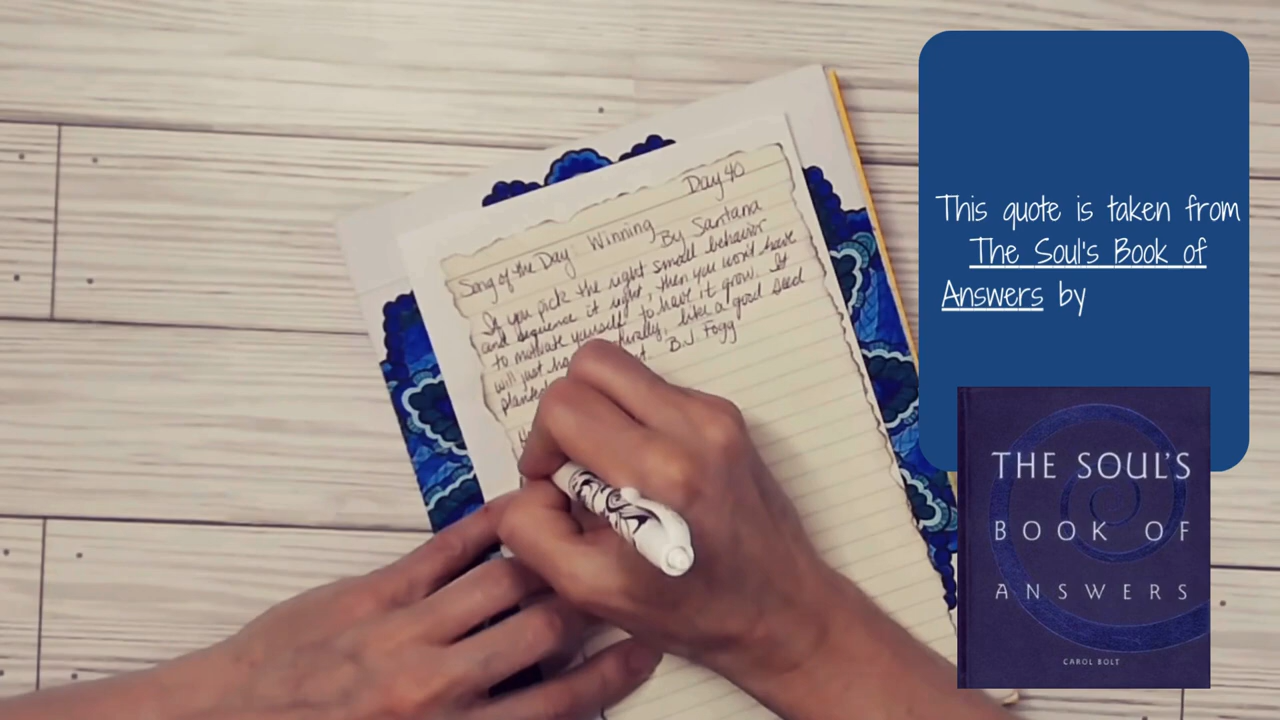 Day 40
Song of the Day: Winning By Santana
If you pick the right small behavior
and sequence it right, then you won't have
to motivate yourself to have it grow. It
will just like a good seed
B.J. Fogg
This quote is taken from
The Soul's Book of
Answers by
THE SOUL'S
BOOK OF
ANSWERS
CAROL BOLT